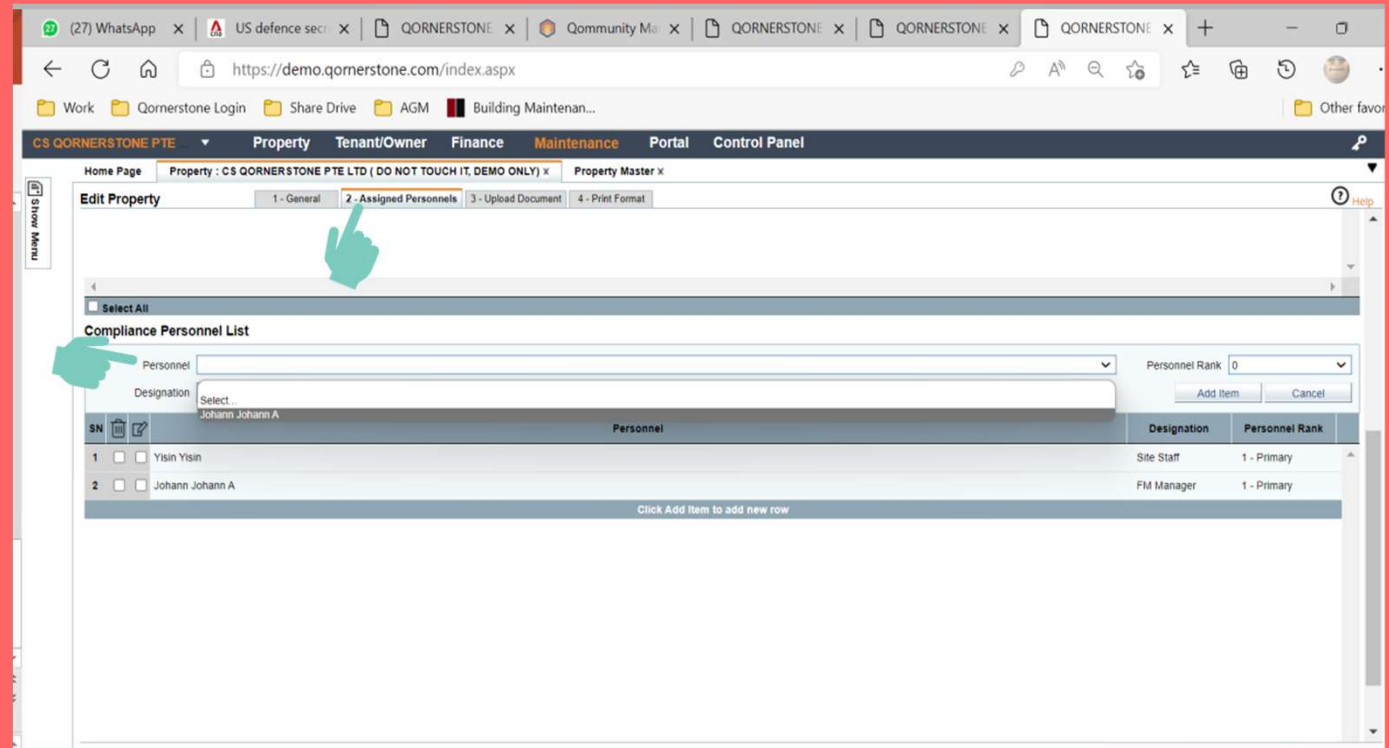 27 (27) WhatsApp US defence secr QORNERSTONE Qommunity Ma QORNERSTONE QORNERSTONE QORNERSTONE
https://demo.qornerstone.com/index.aspx
Work Qornerstone Login Share Drive AGM Building Maintenan... Other favor
CS QORNERSTONE PTE Property Tenant/Owner Finance Maintenance Portal Control Panel
Home Page Property : CS QORNERSTONE PTE LTD ( DO NOT TOUCH IT, DEMO ONLY) x Property Master x
Show Menu
Edit Property 1 - General 2 - Assigned Personnels 3 - Upload Document 4 - Print Format Help
Select All
Compliance Personnel List
Personnel Personnel Rank 0
Designation Add Item Cancel
Select...
Johann Johann A
SN Personnel Designation Personnel Rank
1 Yisin Yisin Site Staff 1 - Primary
2 Johann Johann A FM Manager 1 - Primary
Click Add Item to add new row